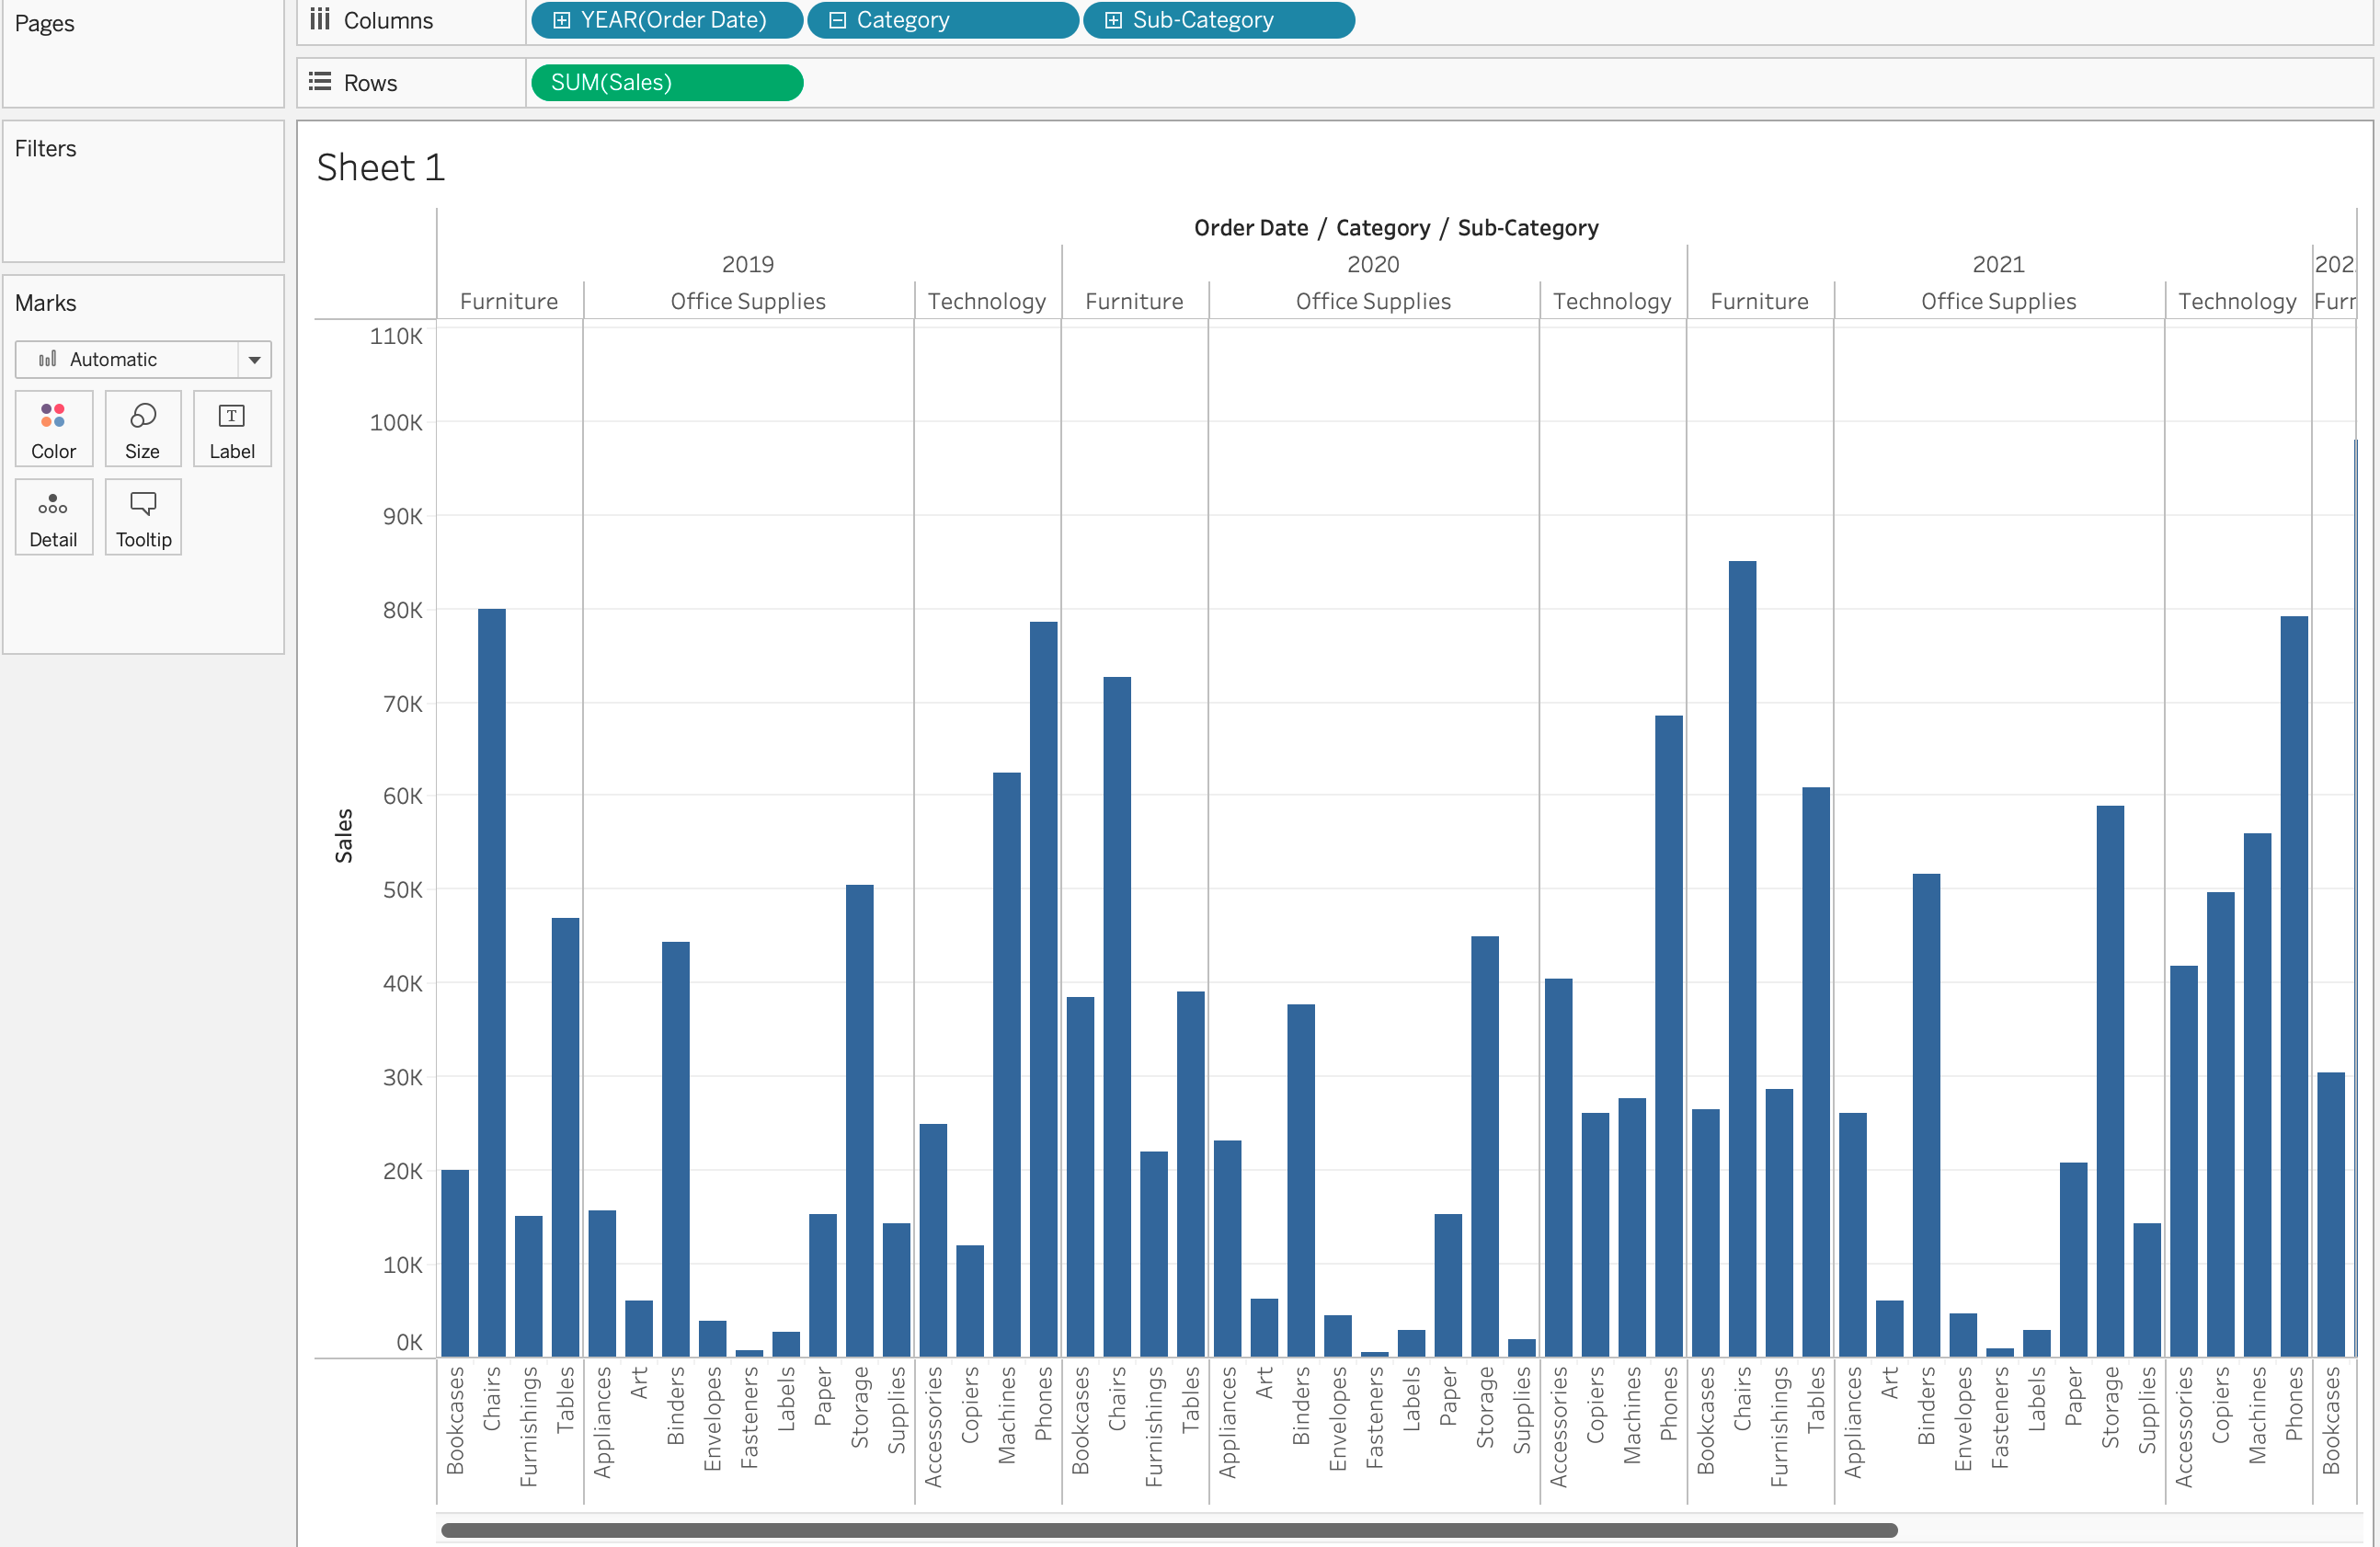 Pages
Columns
YEAR(Order Date)
Category
Sub-Category
Rows
SUM(Sales)
Filters
Marks
Automatic
Color
Size
T
Label
Detail
Tooltip
Sheet 1
Order Date / Category / Sub-Category
2019 2020 2021 202
Furniture Office Supplies Technology Furniture Office Supplies Technology Furniture Office Supplies Technology Furr
110K
100K
90K
80K
70K
60K
50K
40K
30K
20K
10K
0K
Sales
Bookcases
Chairs
Furnishings
Tables
Appliances
Art
Binders
Envelopes
Fasteners
Labels
Paper
Storage
Supplies
Accessories
Copiers
Machines
Phones
Bookcases
Chairs
Furnishings
Tables
Appliances
Art
Binders
Envelopes
Fasteners
Labels
Paper
Storage
Supplies
Accessories
Copiers
Machines
Phones
Bookcases
Chairs
Furnishings
Tables
Appliances
Art
Binders
Envelopes
Fasteners
Labels
Paper
Storage
Supplies
Accessories
Copiers
Machines
Phones
Bookcases